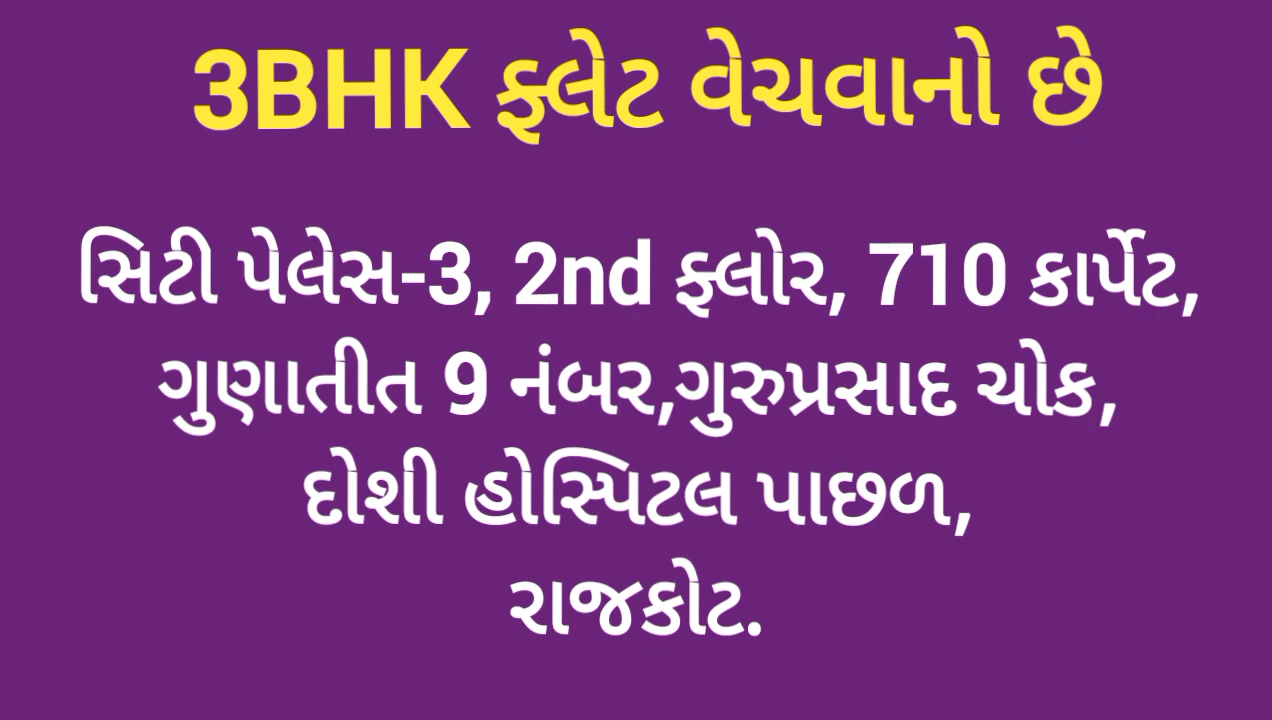 3BHK ફ્લેટ વેચવાનો છે
સિટી પેલેસ-3, 2nd ફ્લોર, 710 કાર્પેટ,
ગુણાતીત 9 નંબર,ગુરુપ્રસાદ ચોક,
દોશી હોસ્પિટલ પાછળ,
રાજકોટ.